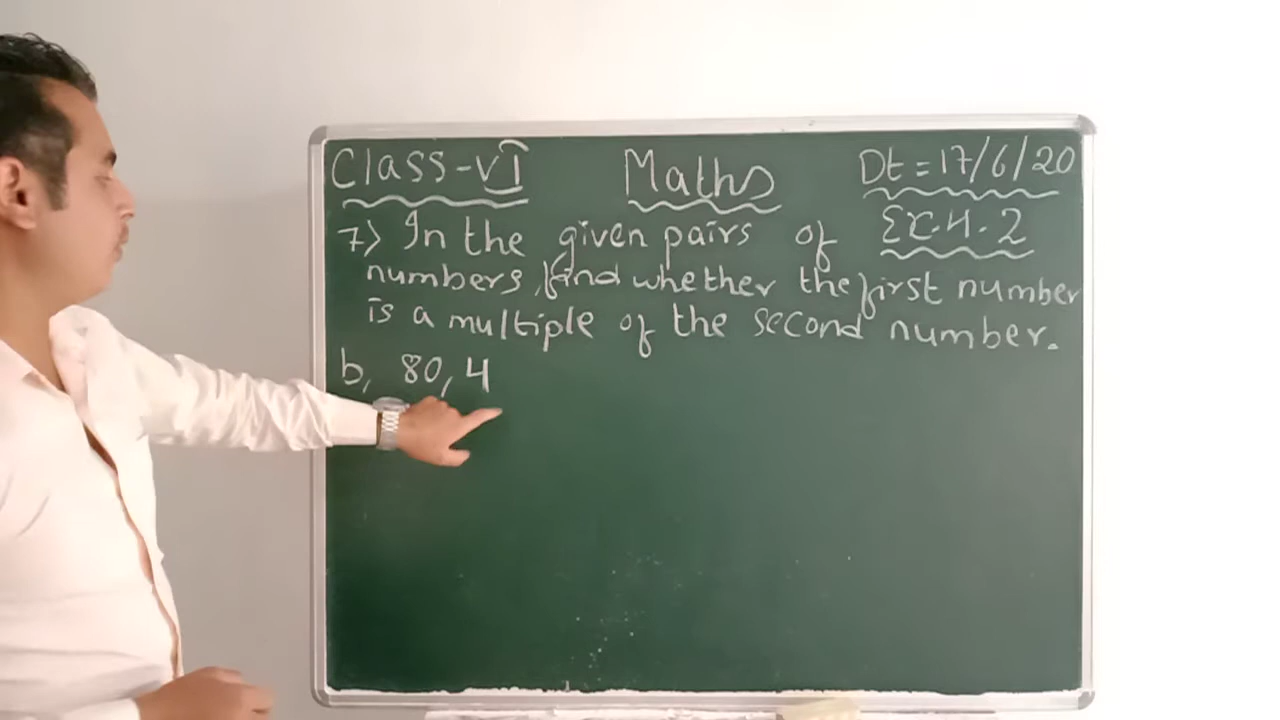 Class-VI Maths Dt=17/6/20
7) In the given pairs of Ex.4.2
numbers, find whether the first number
is a multiple of the second number.
b, 80, 4